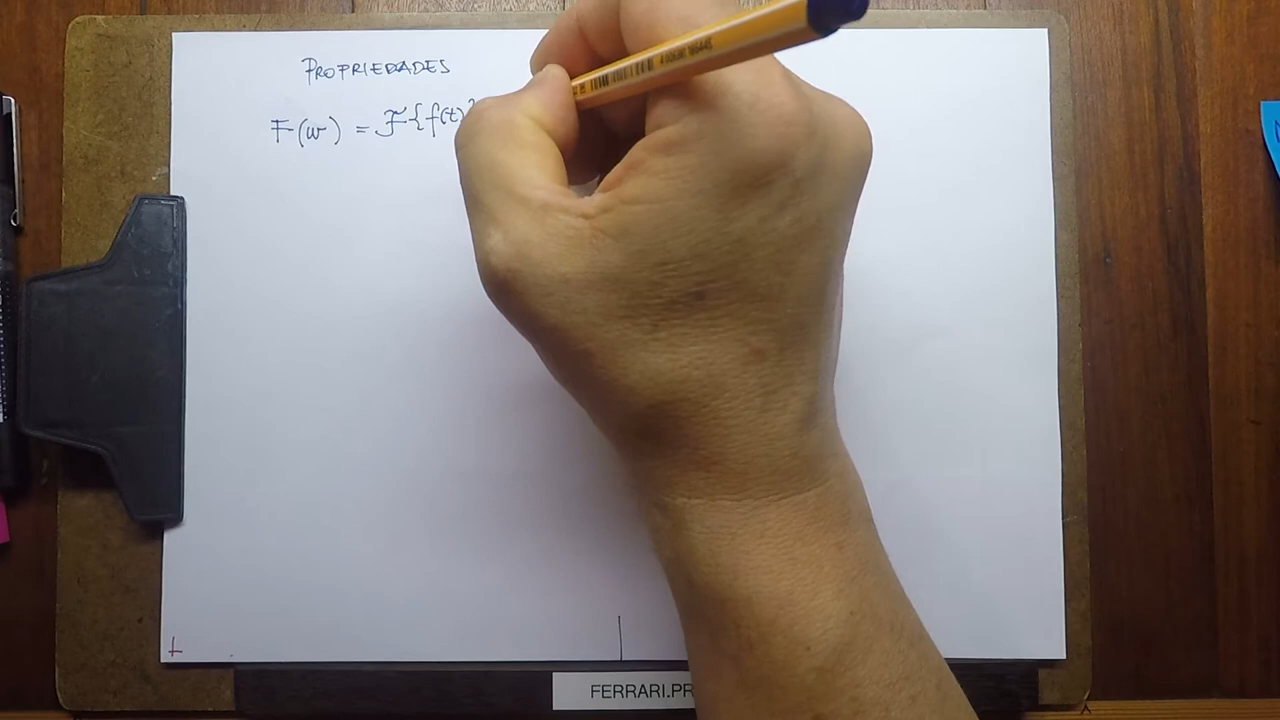 PROPRIEDADES
F(w) = ℱ{f(t)
FERRARI.PR